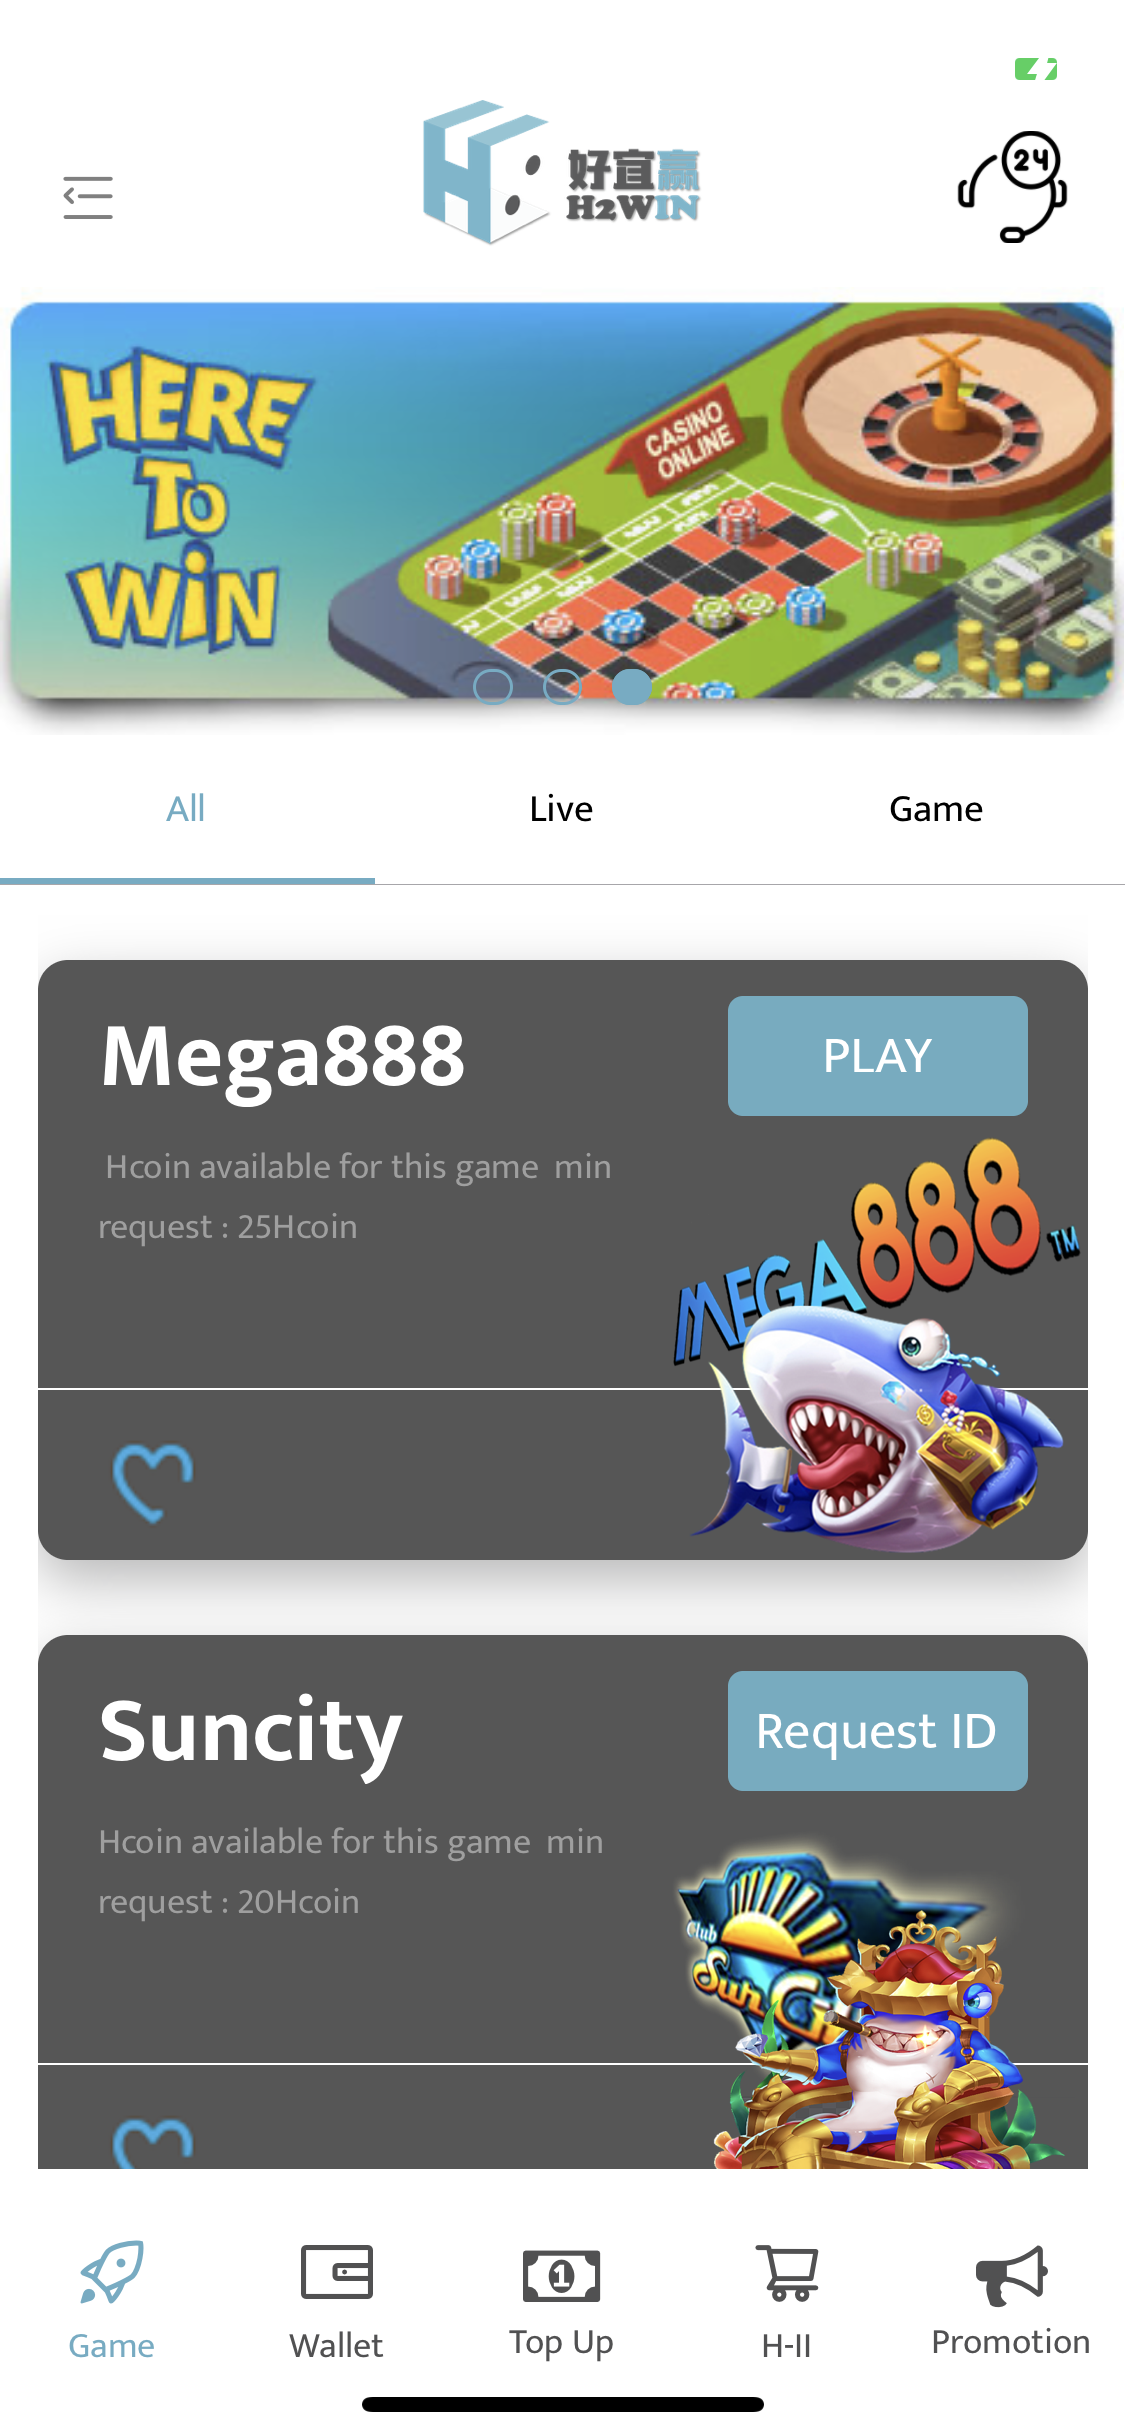 24
好宜赢
H2WIN
HERE
TO
WiN
CASINO
ONLINE
All
Live
Game
Mega888
PLAY
Hcoin available for this game min
request : 25Hcoin
MEGA888 TM
Suncity
Request ID
Hcoin available for this game min
request : 20Hcoin
Club
Sun
1
Game
Wallet
Top Up
H-II
Promotion